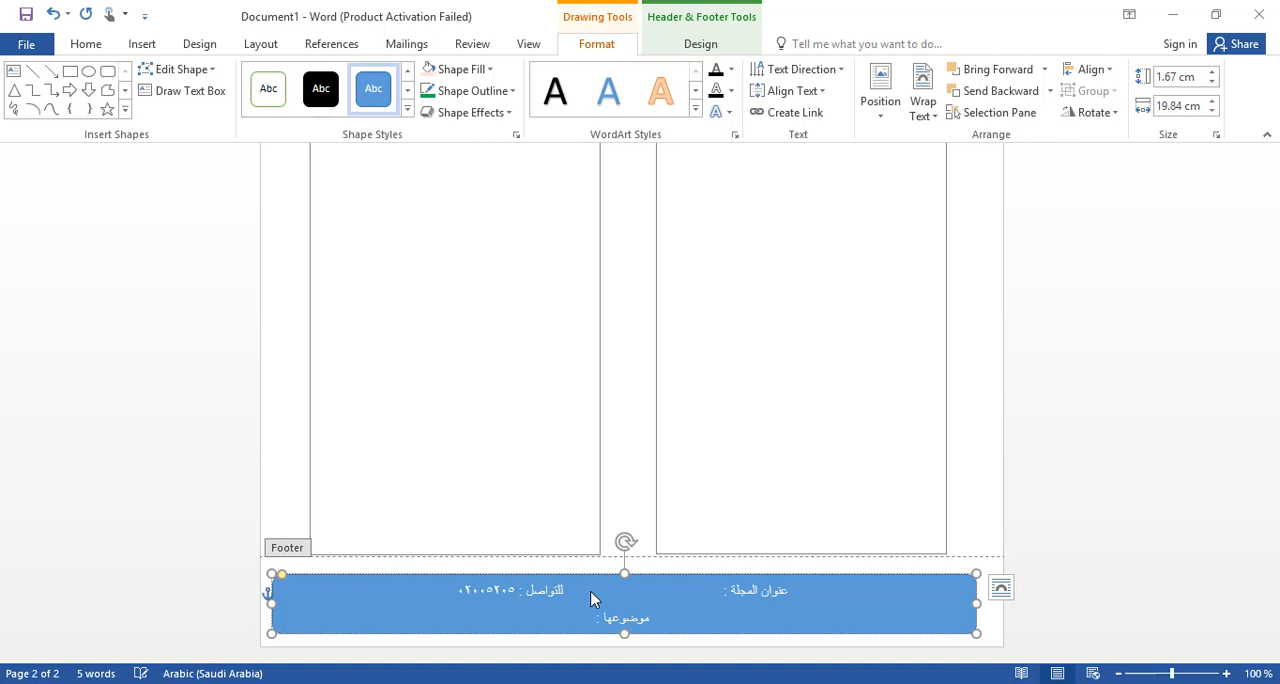 Document1 - Word (Product Activation Failed)
Drawing Tools
Header & Footer Tools
File
Home
Insert
Design
Layout
References
Mailings
Review
View
Format
Design
Tell me what you want to do...
Sign in
Share
Edit Shape
Draw Text Box
Insert Shapes
Abc
Abc
Abc
Shape Fill
Shape Outline
Shape Effects
Shape Styles
A
A
A
WordArt Styles
Text Direction
Align Text
Create Link
Text
Position
Wrap
Text
Bring Forward
Send Backward
Selection Pane
Align
Group
Rotate
Arrange
1.67 cm
19.84 cm
Size
Footer
عنوان المجلة :
للتواصل : ٠٢٠٠٥٢٠٥
موضوعها :
Page 2 of 2
5 words
Arabic (Saudi Arabia)
100 %